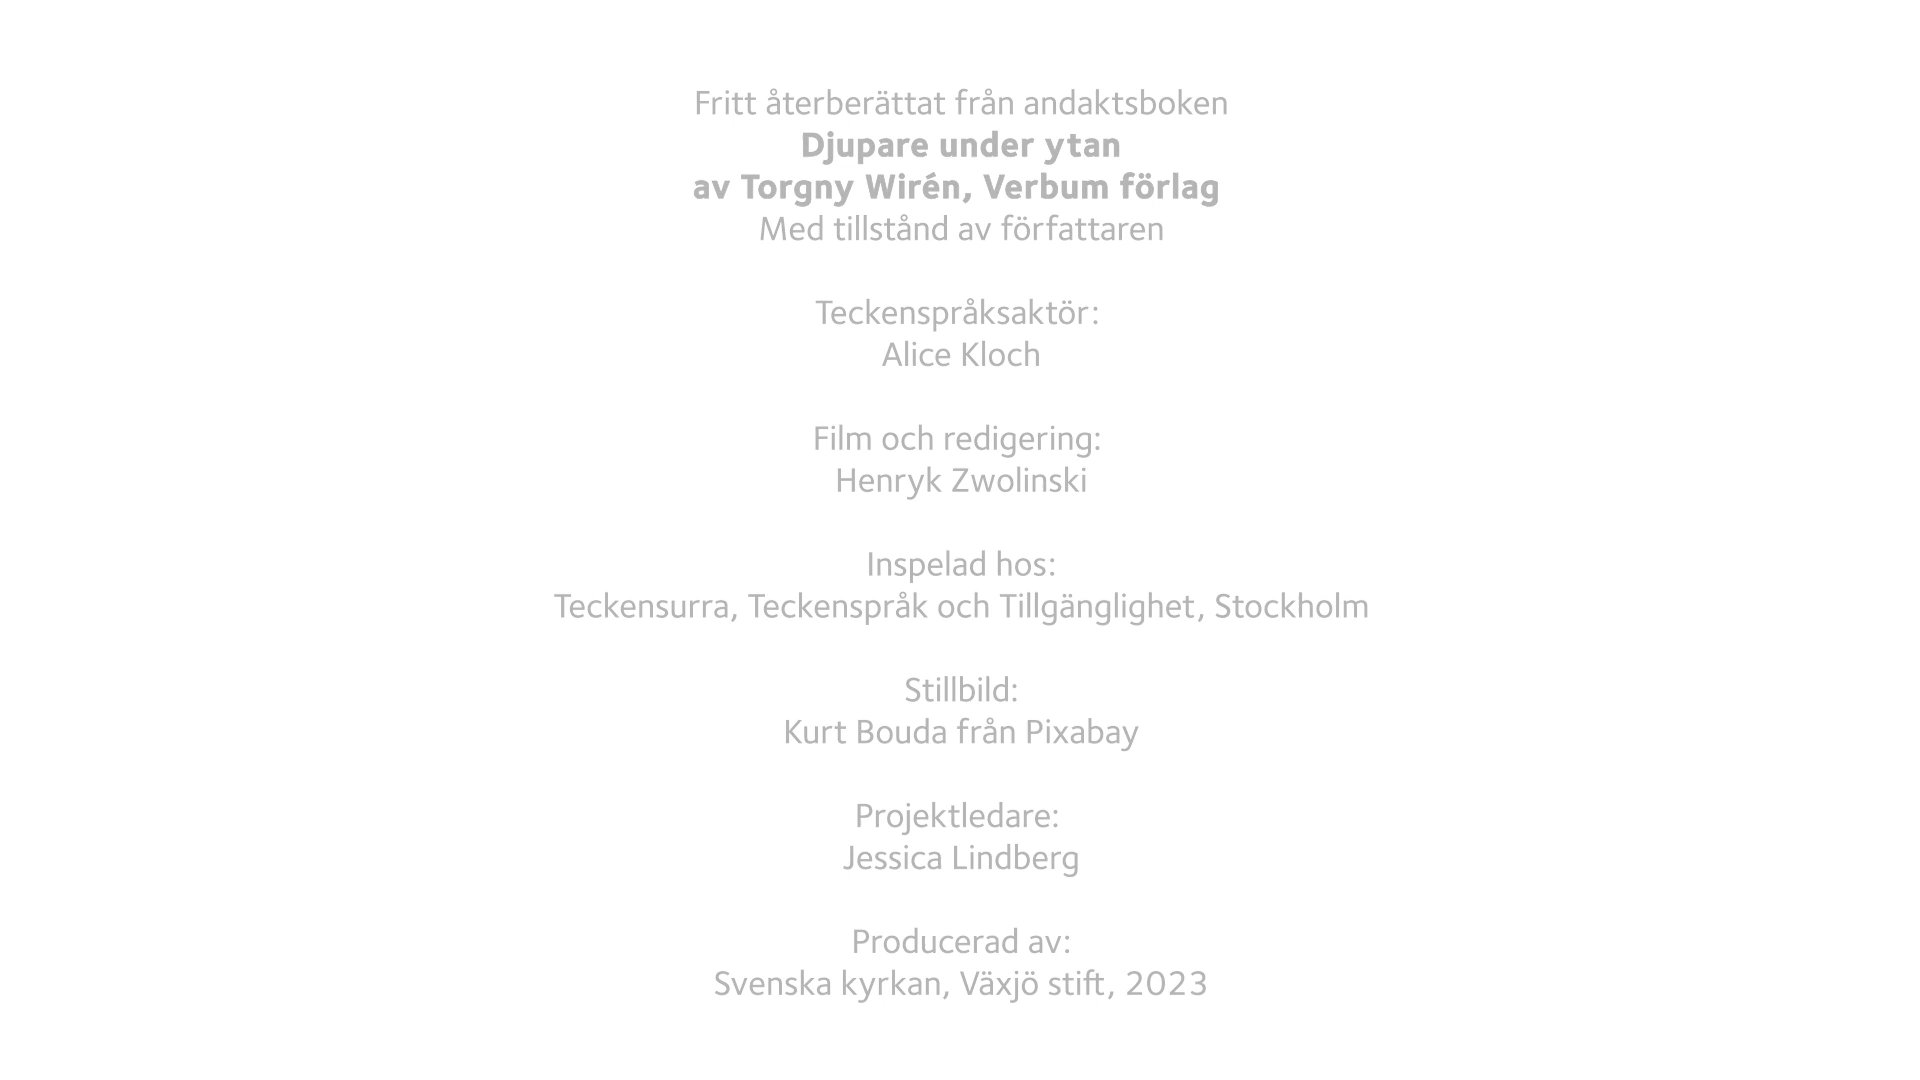 Fritt återberättat från andaktsboken
Djupare under ytan
av Torgny Wirén, Verbum förlag
Med tillstånd av författaren
Teckenspråksaktör:
Alice Kloch
Film och redigering:
Henryk Zwolinski
Inspelad hos:
Teckensurra, Teckenspråk och Tillgänglighet, Stockholm
Stillbild:
Kurt Bouda från Pixabay
Projektledare:
Jessica Lindberg
Producerad av:
Svenska kyrkan, Växjö stift, 2023